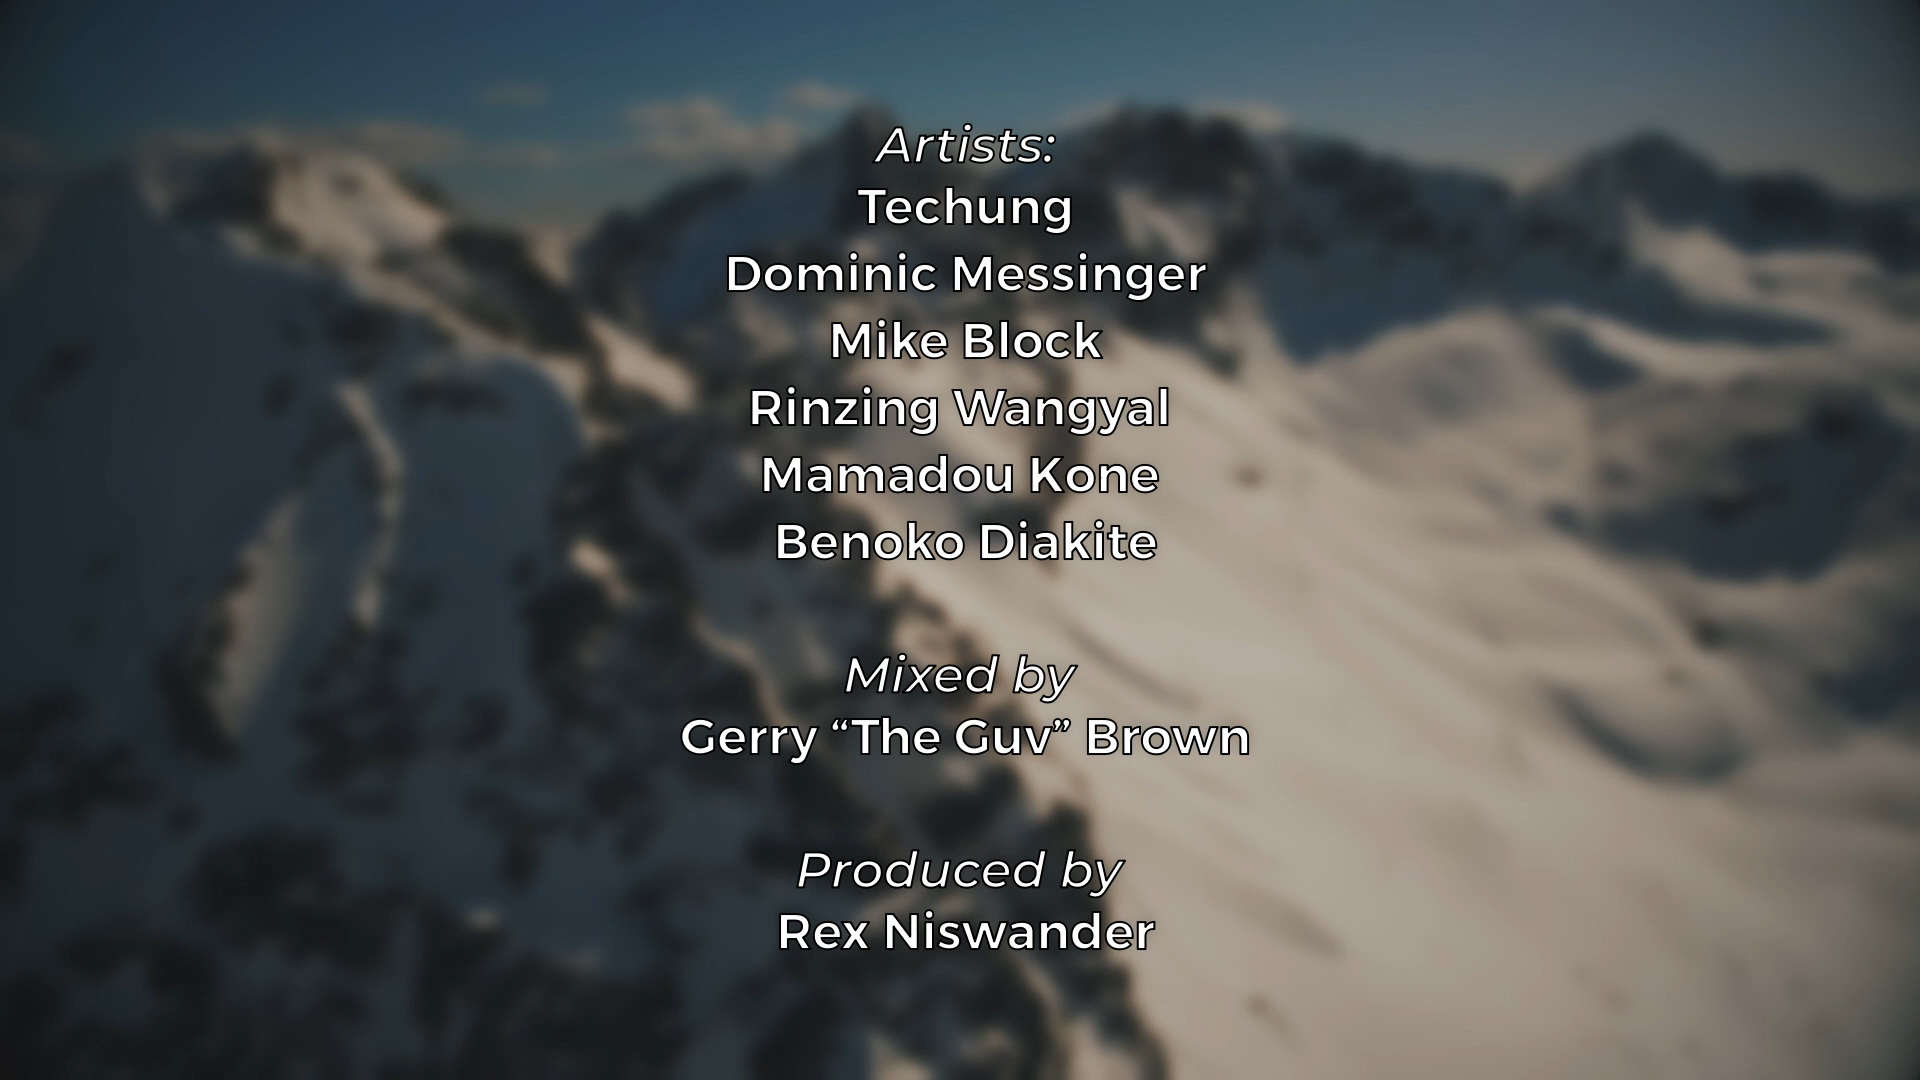 Artists:
Techung
Dominic Messinger
Mike Block
Rinzing Wangyal
Mamadou Kone
Benoko Diakite
Mixed by
Gerry “The Guv” Brown
Produced by
Rex Niswander